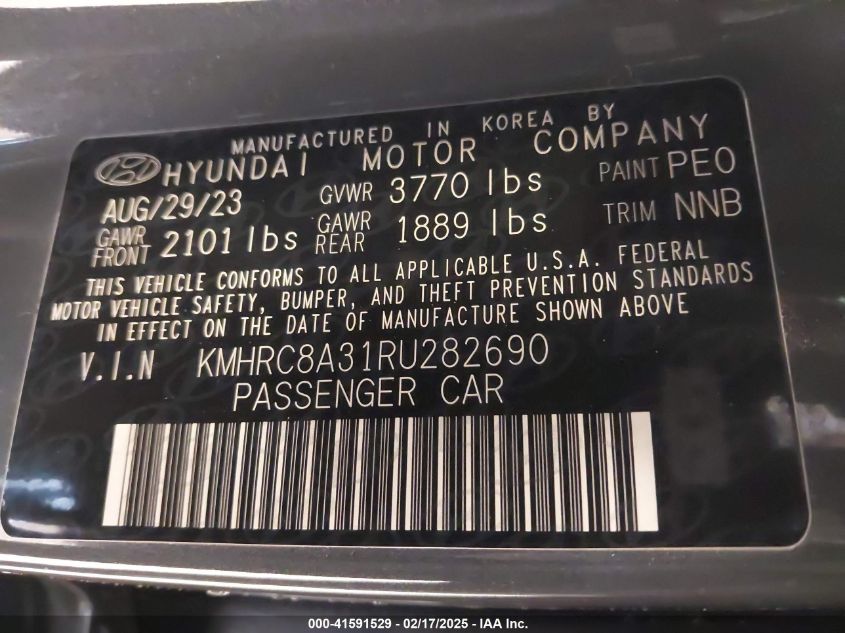 MANUFACTURED IN KOREA BY
HYUNDAI MOTOR COMPANY
AUG/29/23 GVWR 3770 lbs PAINT PE0
GAWR FRONT 2101 lbs GAWR REAR 1889 lbs TRIM NNB
THIS VEHICLE CONFORMS TO ALL APPLICABLE U.S.A. FEDERAL
MOTOR VEHICLE SAFETY, BUMPER, AND THEFT PREVENTION STANDARDS
IN EFFECT ON THE DATE OF MANUFACTURE SHOWN ABOVE
V.I.N KMHRC8A31RU282690
PASSENGER CAR
000-41591529 - 02/17/2025 - IAA Inc.